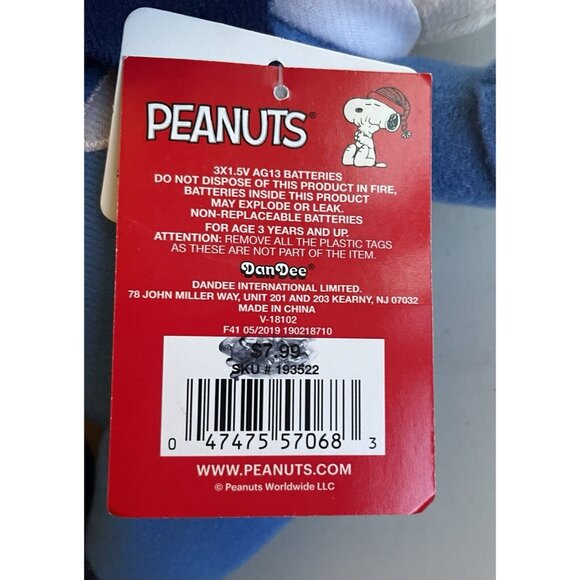 PEANUTS®
3X1.5V AG13 BATTERIES
DO NOT DISPOSE OF THIS PRODUCT IN FIRE,
BATTERIES INSIDE THIS PRODUCT
MAY EXPLODE OR LEAK.
NON-REPLACEABLE BATTERIES
FOR AGE 3 YEARS AND UP.
ATTENTION: REMOVE ALL THE PLASTIC TAGS
AS THESE ARE NOT PART OF THE ITEM.
DanDee®
DANDEE INTERNATIONAL LIMITED.
78 JOHN MILLER WAY, UNIT 201 AND 203 KEARNY, NJ 07032
MADE IN CHINA
V-18102
F41 05/2019 190218710
$7.99
SKU # 193522
0 47475 57068 3
WWW.PEANUTS.COM
© Peanuts Worldwide LLC